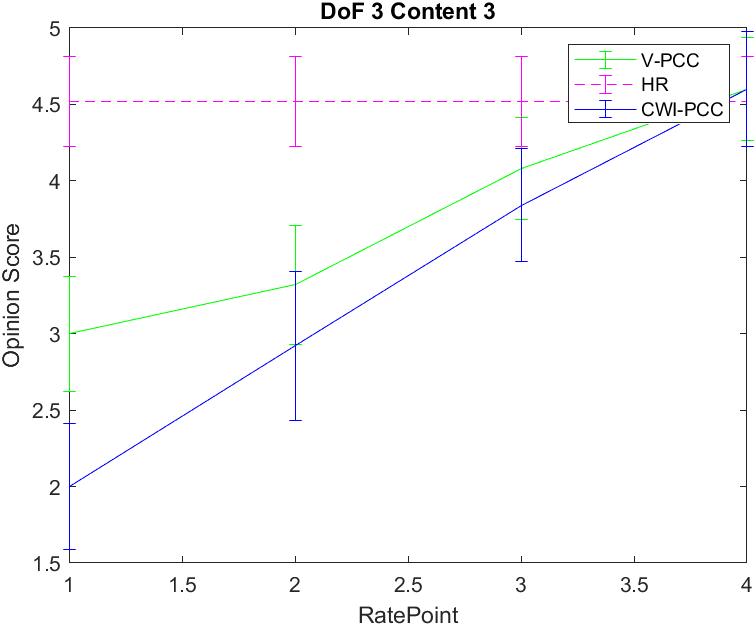 DoF 3 Content 3
5
4.5
4
3.5
3
2.5
2
1.5
Opinion Score
V-PCC
HR
CWI-PCC
1 1.5 2 2.5 3 3.5 4
RatePoint